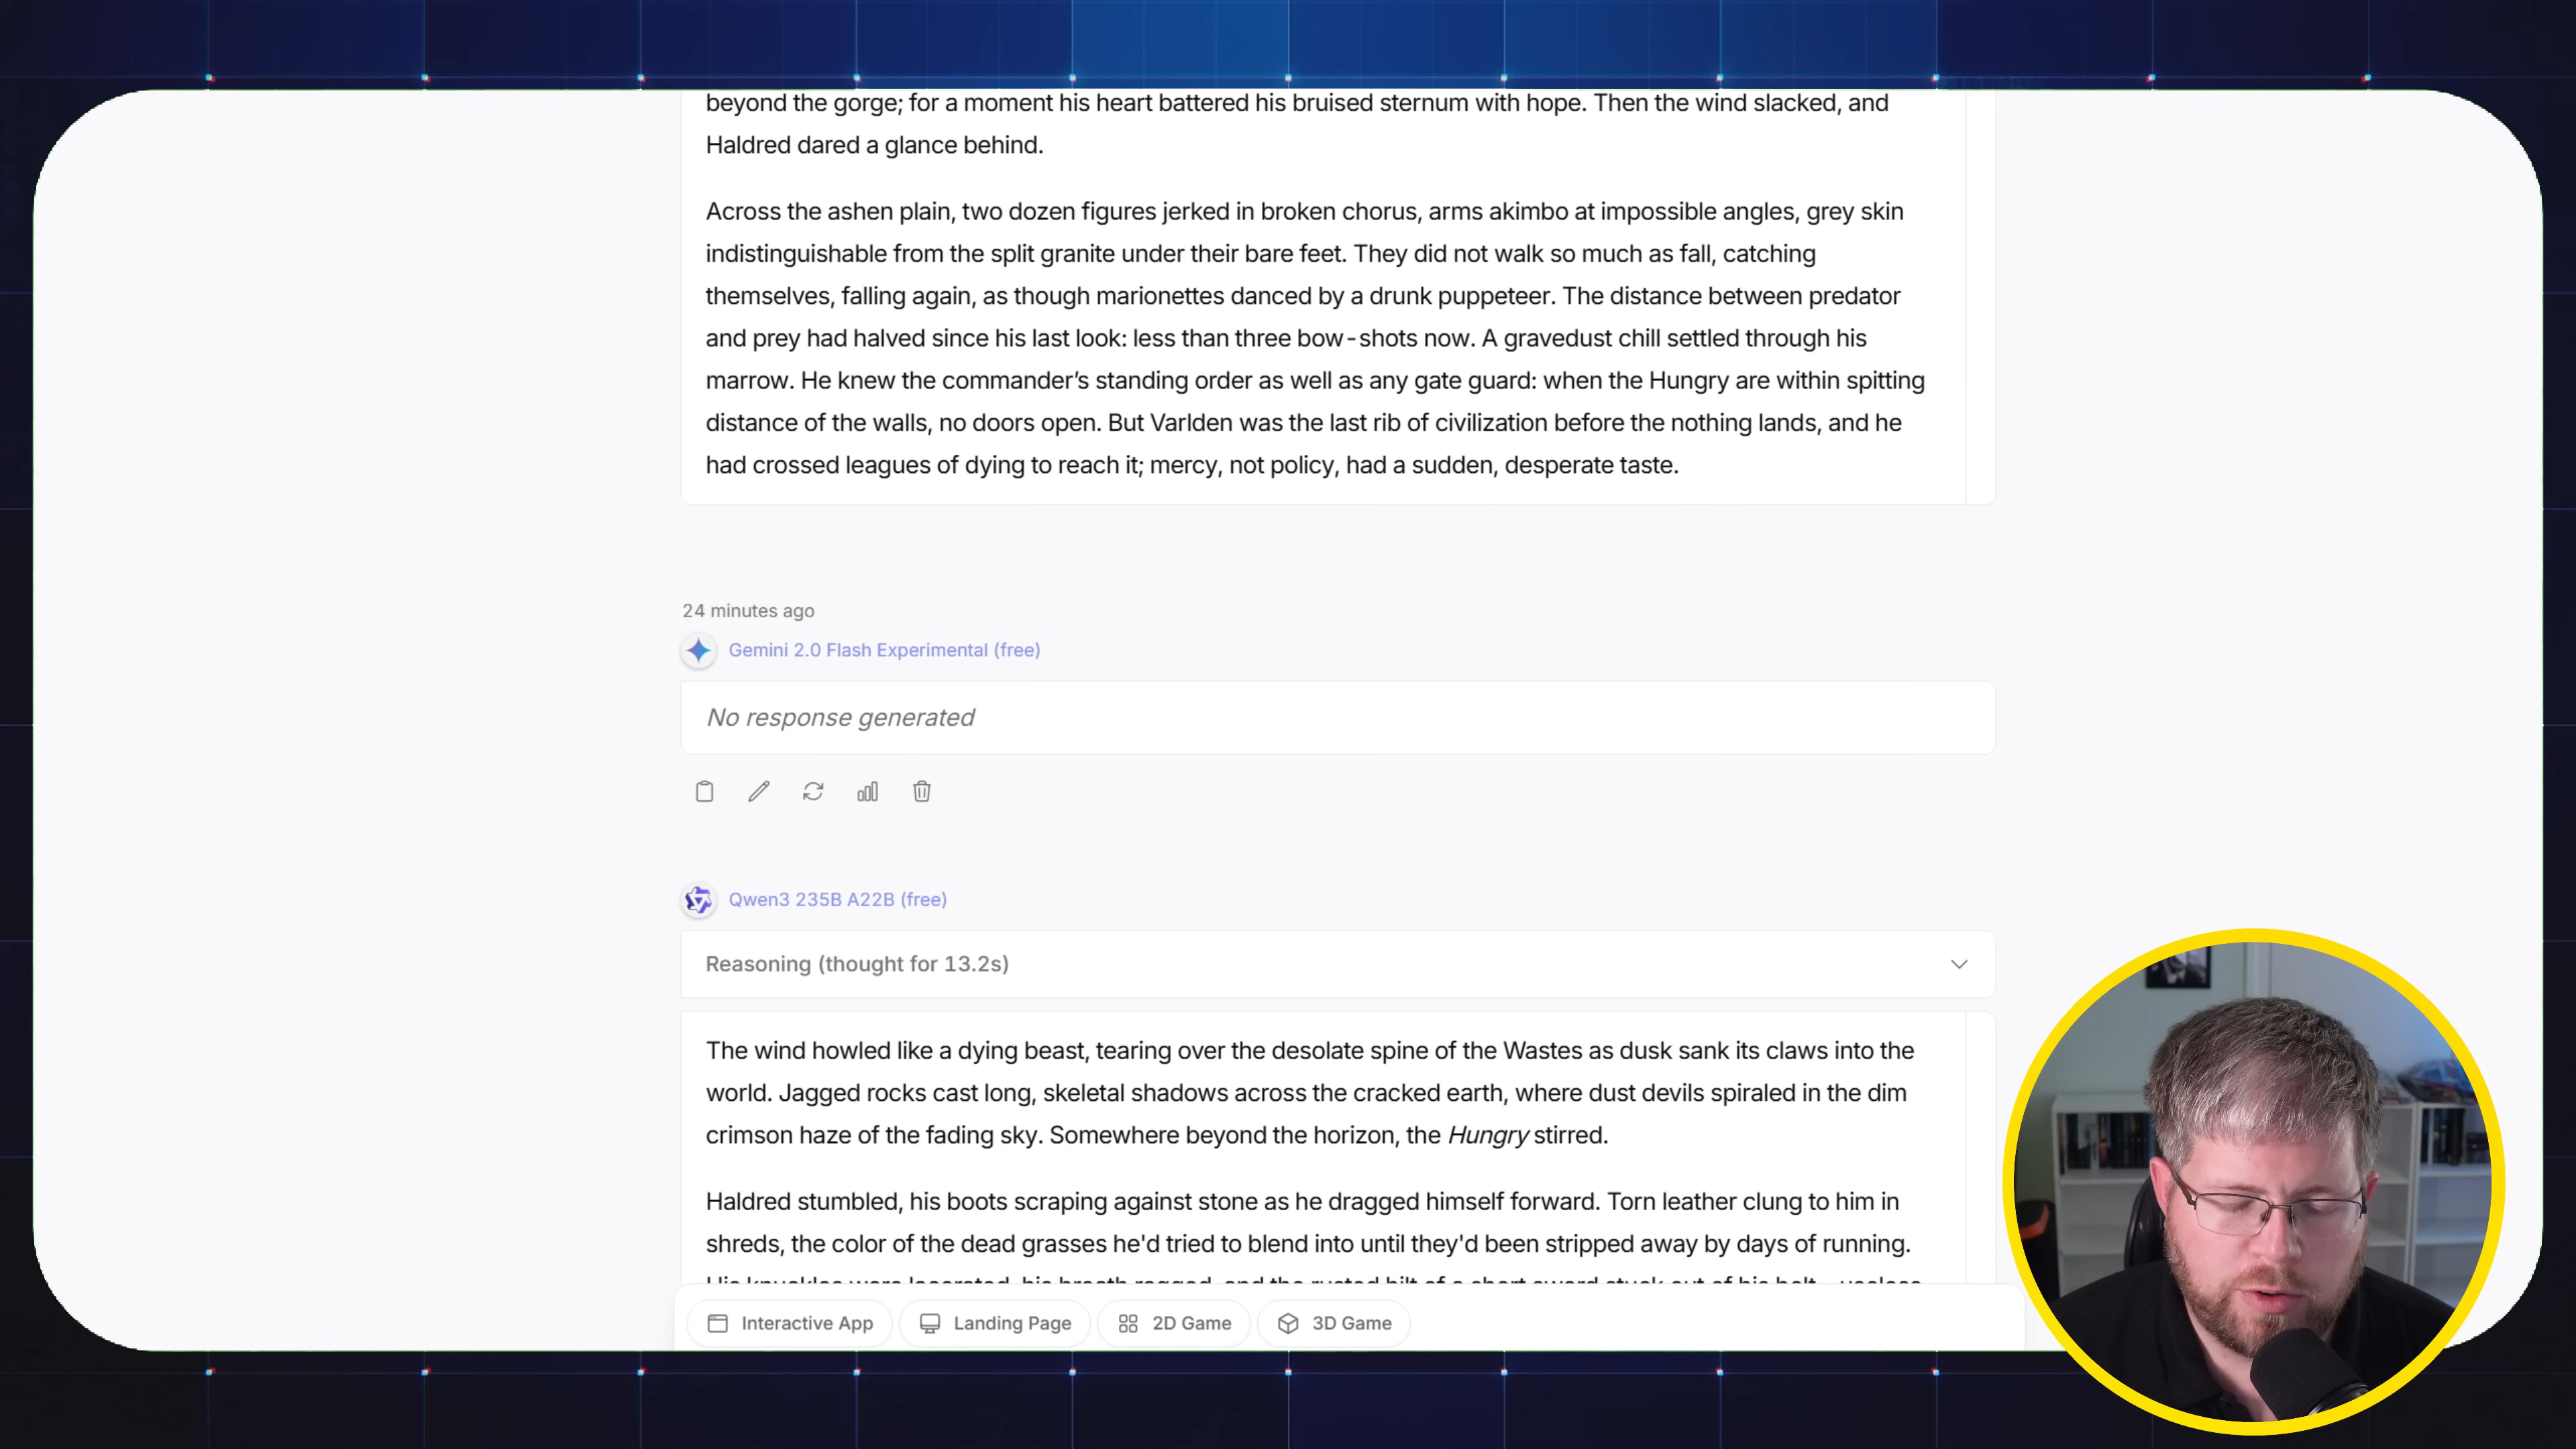 beyond the gorge; for a moment his heart battered his bruised sternum with hope. Then the wind slacked, and
Haldred dared a glance behind.
Across the ashen plain, two dozen figures jerked in broken chorus, arms akimbo at impossible angles, grey skin
indistinguishable from the split granite under their bare feet. They did not walk so much as fall, catching
themselves, falling again, as though marionettes danced by a drunk puppeteer. The distance between predator
and prey had halved since his last look: less than three bow-shots now. A gravedust chill settled through his
marrow. He knew the commander’s standing order as well as any gate guard: when the Hungry are within spitting
distance of the walls, no doors open. But Varlden was the last rib of civilization before the nothing lands, and he
had crossed leagues of dying to reach it; mercy, not policy, had a sudden, desperate taste.
24 minutes ago
Gemini 2.0 Flash Experimental (free)
No response generated
Qwen3 235B A22B (free)
Reasoning (thought for 13.2s)
The wind howled like a dying beast, tearing over the desolate spine of the Wastes as dusk sank its claws into the
world. Jagged rocks cast long, skeletal shadows across the cracked earth, where dust devils spiraled in the dim
crimson haze of the fading sky. Somewhere beyond the horizon, the Hungry stirred.
Haldred stumbled, his boots scraping against stone as he dragged himself forward. Torn leather clung to him in
shreds, the color of the dead grasses he'd tried to blend into until they'd been stripped away by days of running.
Interactive App
Landing Page
2D Game
3D Game